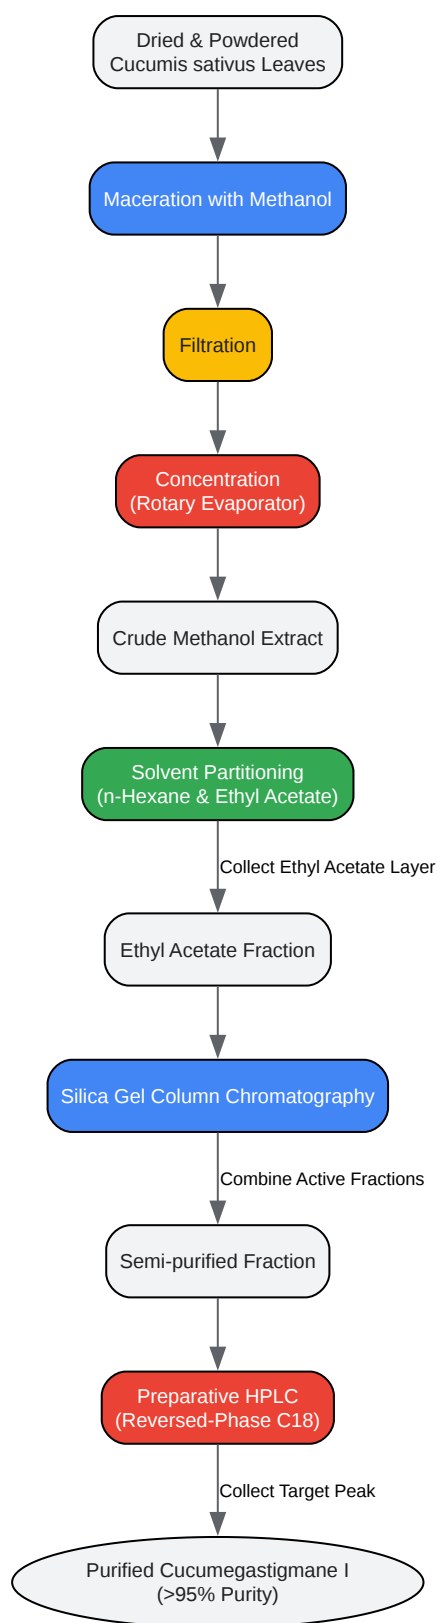 Dried & Powdered
Cucumis sativus Leaves
Maceration with Methanol
Filtration
Concentration
(Rotary Evaporator)
Crude Methanol Extract
Solvent Partitioning
(n-Hexane & Ethyl Acetate)
Collect Ethyl Acetate Layer
Ethyl Acetate Fraction
Silica Gel Column Chromatography
Combine Active Fractions
Semi-purified Fraction
Preparative HPLC
(Reversed-Phase C18)
Collect Target Peak
Purified Cucumegastigmane I
(>95% Purity)